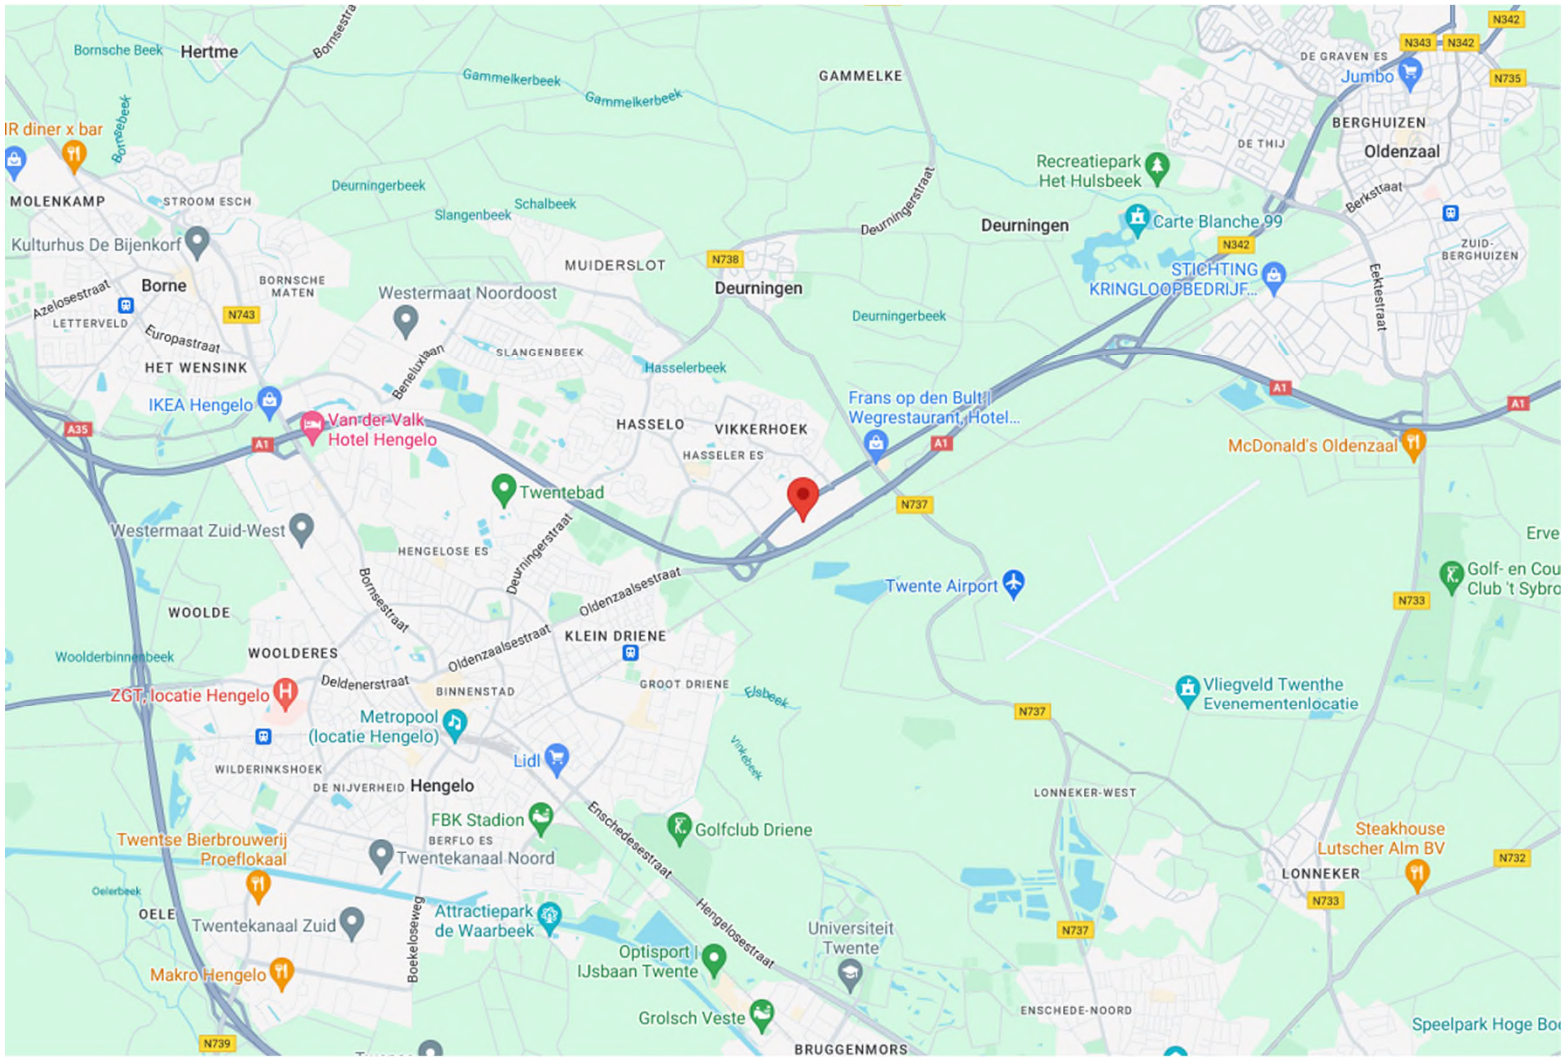 Bornsche Beek
Hertme
Bornsestra
Gammelkerbeek
Gammelkerbeek
GAMMELKE
N342
N343
N342
DE GRAVEN ES
Jumbo
N735
IR diner x bar
Bornsebeek
BERGHUIZEN
Oldenzaal
DE THIJ
Recreatiepark
Het Hulsbeek
Berkstraat
MOLENKAMP
STROOM ESCH
Deurningerbeek
Schalbeek
Slangenbeek
Deurningerstraat
Deurningen
Carte Blanche 99
N342
ZUID-
BERGHUIZEN
Kulturhus De Bijenkorf
MUIDERSLOT
N738
Deurningen
STICHTING
KRINGLOOPBEDRIJF...
Eektestraat
Borne
BORNSCHE
MATEN
Westermaat Noordoost
Azelosestraat
LETTERVELD
N743
Europastraat
Deurningerbeek
SLANGENBEEK
Beneluxlaan
HET WENSINK
Hasselerbeek
IKEA Hengelo
Van der Valk
Hotel Hengelo
A35
A1
HASSELO
VIKKERHOEK
HASSELER ES
Frans op den Bult |
Wegrestaurant, Hotel...
A1
A1
A1
McDonald's Oldenzaal
Twentebad
N737
Westermaat Zuid-West
HENGELOSE ES
Deurningerstraat
Erve
Golf- en Cou
Club 't Sybro
Bornsestraat
Oldenzaalsestraat
Twente Airport
N733
WOOLDE
KLEIN DRIENE
Oldenzaalsestraat
WOOLDERES
Woolderbinnenbeek
Deldenerstraat
BINNENSTAD
GROOT DRIENE
Elsbeek
ZGT, locatie Hengelo
Vliegveld Twenthe
Evenementenlocatie
Metropool
(locatie Hengelo)
N737
Vinkebeek
Lidl
WILDERINKSHOEK
DE NIJVERHEID
Hengelo
LONNEKER-WEST
FBK Stadion
BERFLO ES
Enschedesestraat
Golfclub Driene
Twentse Bierbrouwerij
Proeflokaal
Twentekanaal Noord
Steakhouse
Lutscher Alm BV
N732
LONNEKER
N733
Oelerbeek
OELE
Twentekanaal Zuid
Boekeloseweg
Attractiepark
de Waarbeek
Hengelosestraat
Universiteit
Twente
N737
Optisport |
IJsbaan Twente
Makro Hengelo
Grolsch Veste
ENSCHEDE-NOORD
Speelpark Hoge Boe
N739
BRUGGENMORS